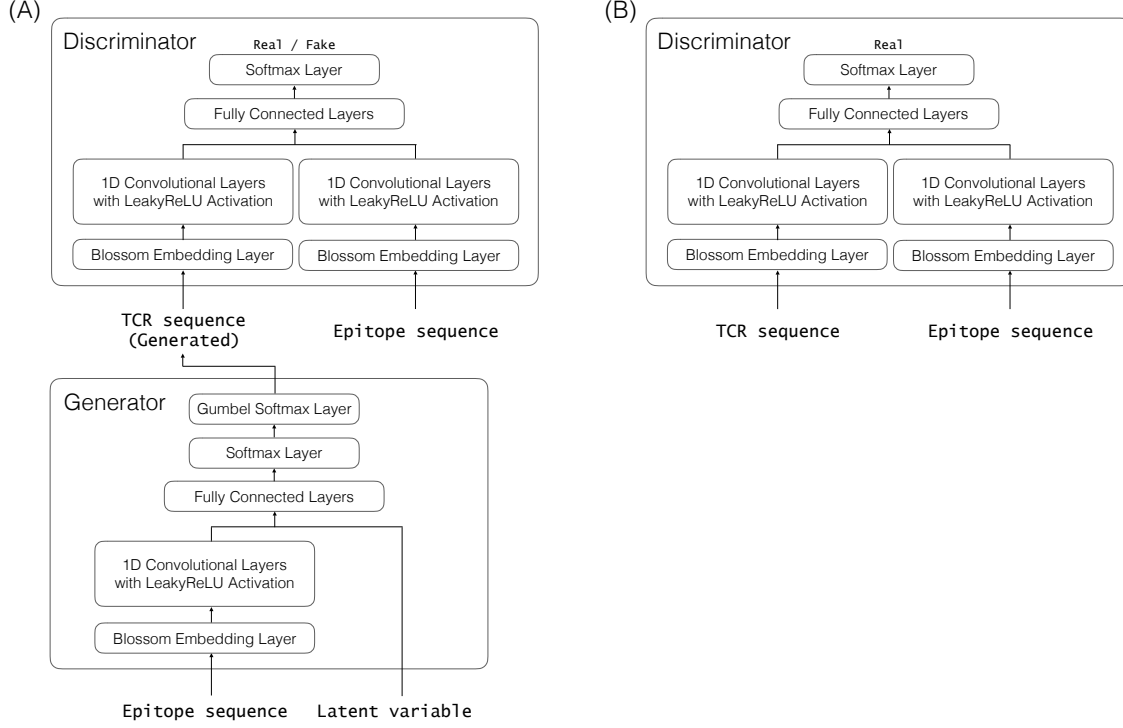 (A)
Discriminator
Real / Fake
Softmax Layer
Fully Connected Layers
1D Convolutional Layers
with LeakyReLU Activation
1D Convolutional Layers
with LeakyReLU Activation
Blossom Embedding Layer
Blossom Embedding Layer
TCR sequence
(Generated)
Epitope sequence
Generator
Gumbel Softmax Layer
Softmax Layer
Fully Connected Layers
1D Convolutional Layers
with LeakyReLU Activation
Blossom Embedding Layer
Epitope sequence
Latent variable
(B)
Discriminator
Real
Softmax Layer
Fully Connected Layers
1D Convolutional Layers
with LeakyReLU Activation
1D Convolutional Layers
with LeakyReLU Activation
Blossom Embedding Layer
Blossom Embedding Layer
TCR sequence
Epitope sequence